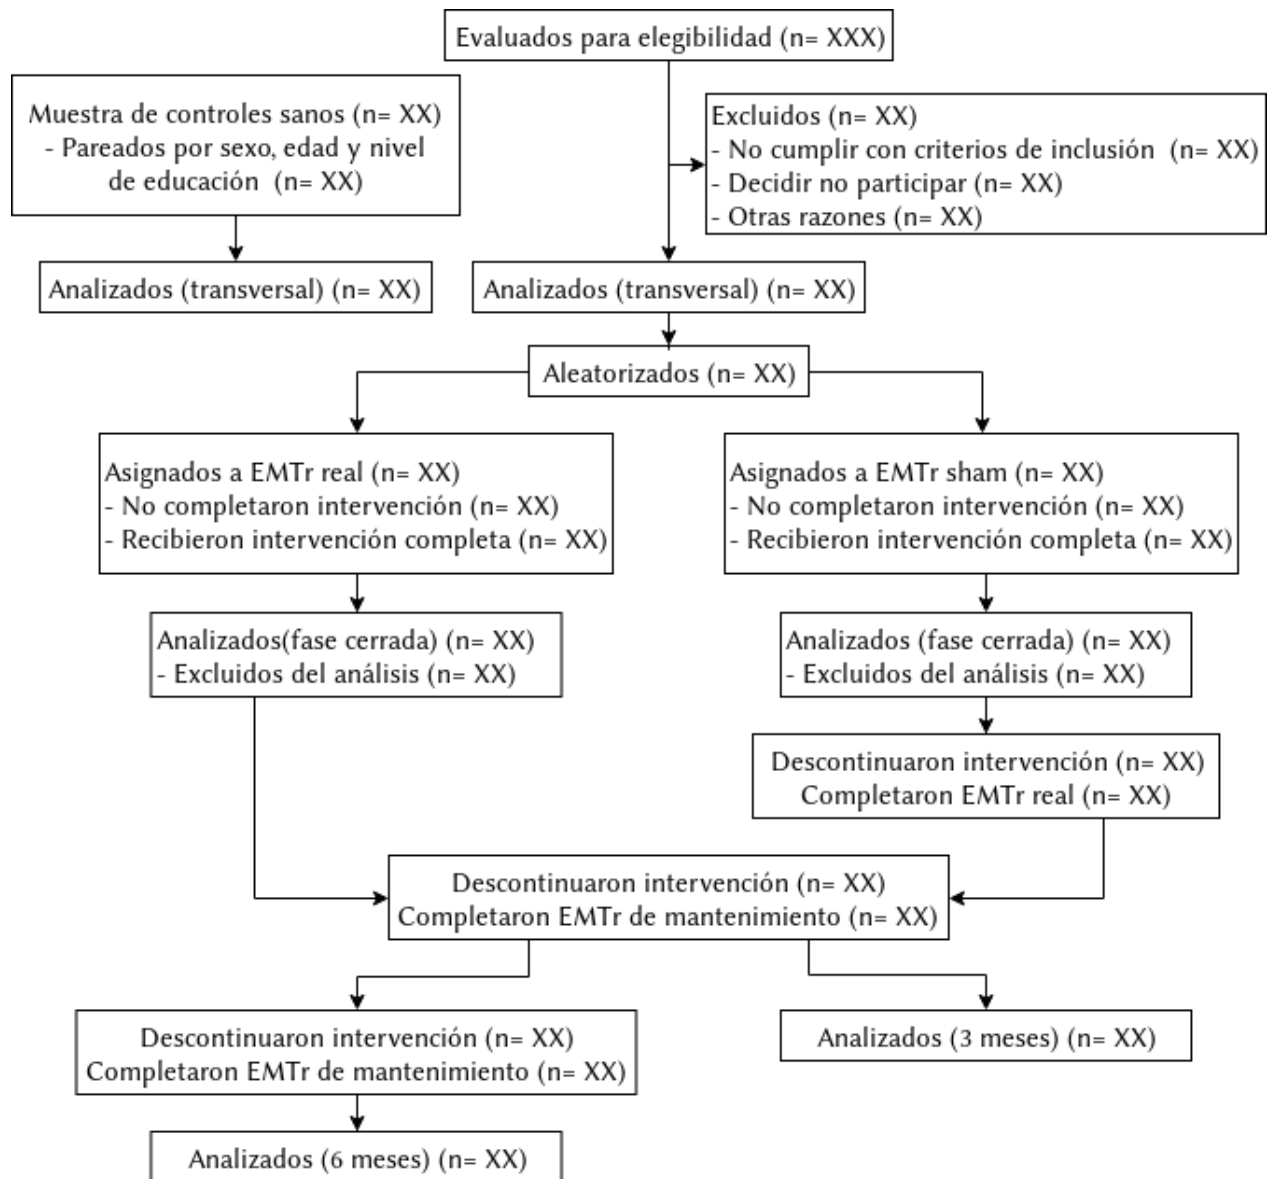 Evaluados para elegibilidad (n= XXX)
Muestra de controles sanos (n= XX)
- Pareados por sexo, edad y nivel
de educación (n= XX)
Excluidos (n= XX)
- No cumplir con criterios de inclusión (n= XX)
- Decidir no participar (n= XX)
- Otras razones (n= XX)
Analizados (transversal) (n= XX)
Analizados (transversal) (n= XX)
Aleatorizados (n= XX)
Asignados a EMTr real (n= XX)
- No completaron intervención (n= XX)
- Recibieron intervención completa (n= XX)
Asignados a EMTr sham (n= XX)
- No completaron intervención (n= XX)
- Recibieron intervención completa (n= XX)
Analizados(fase cerrada) (n= XX)
- Excluidos del análisis (n= XX)
Analizados (fase cerrada) (n= XX)
- Excluidos del análisis (n= XX)
Descontinuaron intervención (n= XX)
Completaron EMTr real (n= XX)
Descontinuaron intervención (n= XX)
Completaron EMTr de mantenimiento (n= XX)
Descontinuaron intervención (n= XX)
Completaron EMTr de mantenimiento (n= XX)
Analizados (3 meses) (n= XX)
Analizados (6 meses) (n= XX)